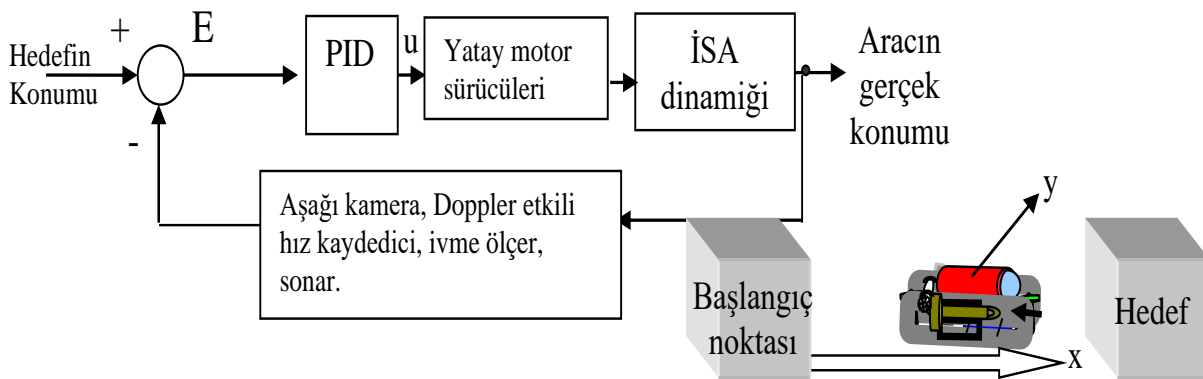 Hedefin
Konumu
+
-
E
PID
u
Yatay motor
sürücüleri
İSA
dinamiği
Aracın
gerçek
konumu
Aşağı kamera, Doppler etkili
hız kaydedici, ivme ölçer,
sonar.
Başlangıç
noktası
y
x
Hedef